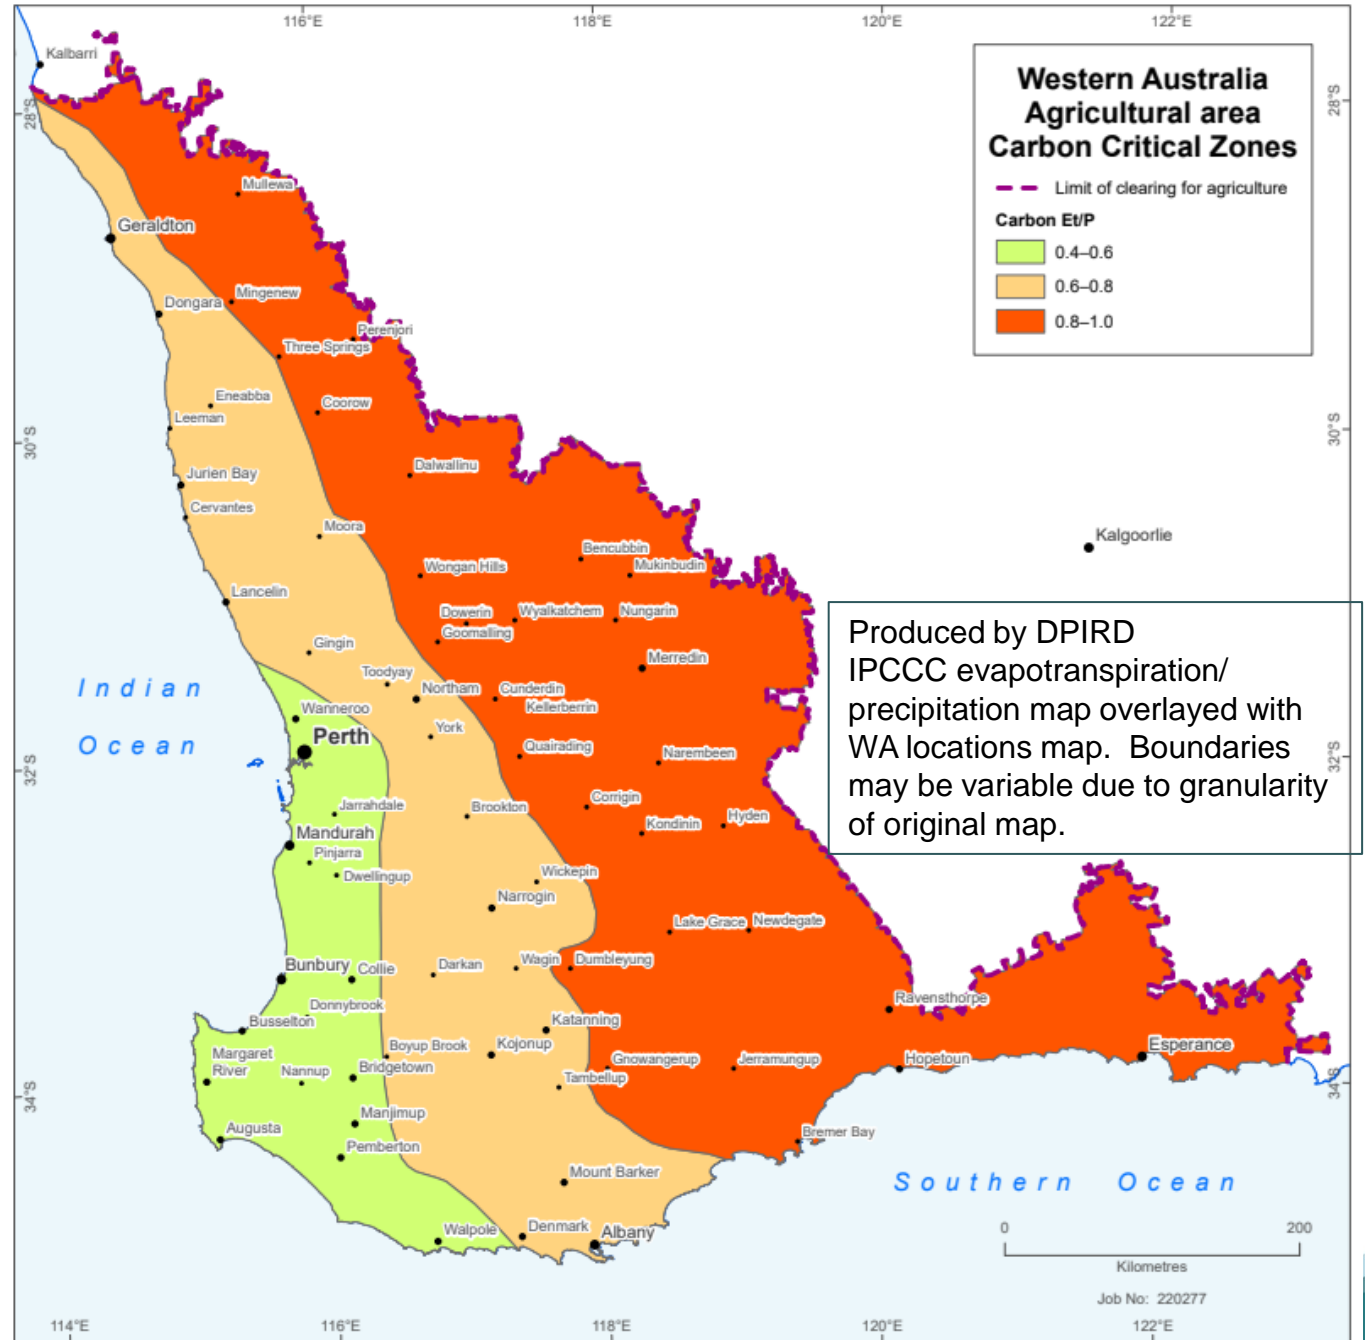 116°E
118°E
120°E
122°E
Kalbarri
Western Australia
Agricultural area
Carbon Critical Zones
Limit of clearing for agriculture
Carbon Et/P
0.4–0.6
0.6–0.8
0.8–1.0
28°S
28°S
Mullewa
Geraldton
Mingenew
Dongara
Perenjori
Three Springs
Eneabba
Coorow
Leeman
30°S
30°S
Dalwallinu
Jurien Bay
Cervantes
Moora
Kalgoorlie
Bencubbin
Wongan Hills
Mukinbudin
Lancelin
Dowerin
Wyalkatchem
Nungarin
Goomalling
Gingin
Merredin
Toodyay
Northam
Cunderdin
Kellerberrin
Indian
Ocean
Wanneroo
Perth
York
Quairading
Narembeen
Produced by DPIRD
IPCCC evapotranspiration/
precipitation map overlayed with
WA locations map.  Boundaries
may be variable due to granularity
of original map.
32°S
32°S
Jarrahdale
Brookton
Corrigin
Hyden
Mandurah
Kondinin
Pinjarra
Dwellingup
Wickepin
Narrogin
Lake Grace
Newdegate
Bunbury
Collie
Darkan
Wagin
Dumbleyung
Donnybrook
Ravensthorpe
Busselton
Katanning
Boyup Brook
Kojonup
Esperance
Margaret
River
Nannup
Bridgetown
Gnowangerup
Jerramungup
Hopetoun
Tambellup
34°S
34°S
Manjimup
Augusta
Bremer Bay
Pemberton
Mount Barker
Southern Ocean
Walpole
Denmark
Albany
0
200
Kilometres
Job No: 220277
114°E
116°E
118°E
120°E
122°E